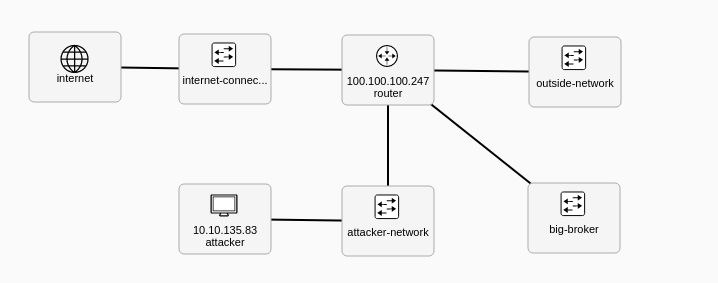 internet
internet-connec...
100.100.100.247
router
outside-network
10.10.135.83
attacker
attacker-network
big-broker